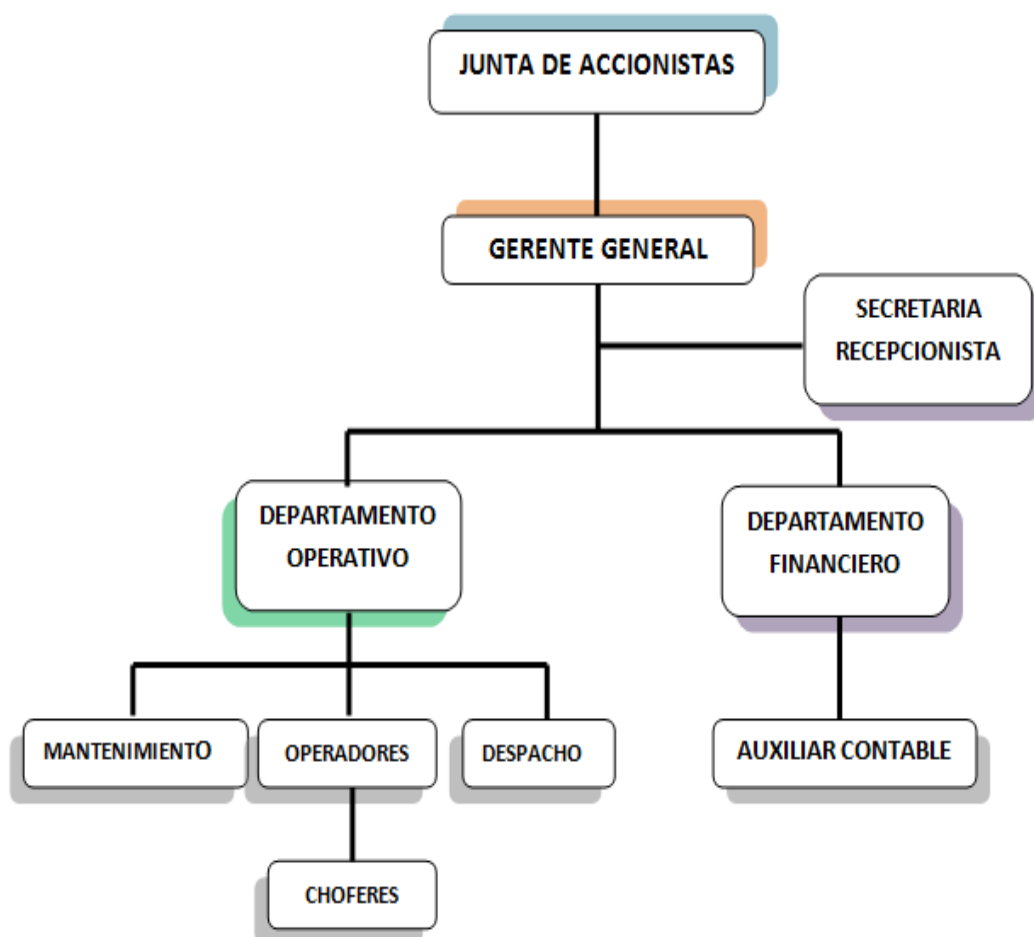 JUNTA DE ACCIONISTAS
GERENTE GENERAL
SECRETARIA
RECEPCIONISTA
DEPARTAMENTO
OPERATIVO
DEPARTAMENTO
FINANCIERO
MANTENIMIENTO
OPERADORES
DESPACHO
AUXILIAR CONTABLE
CHOFERES